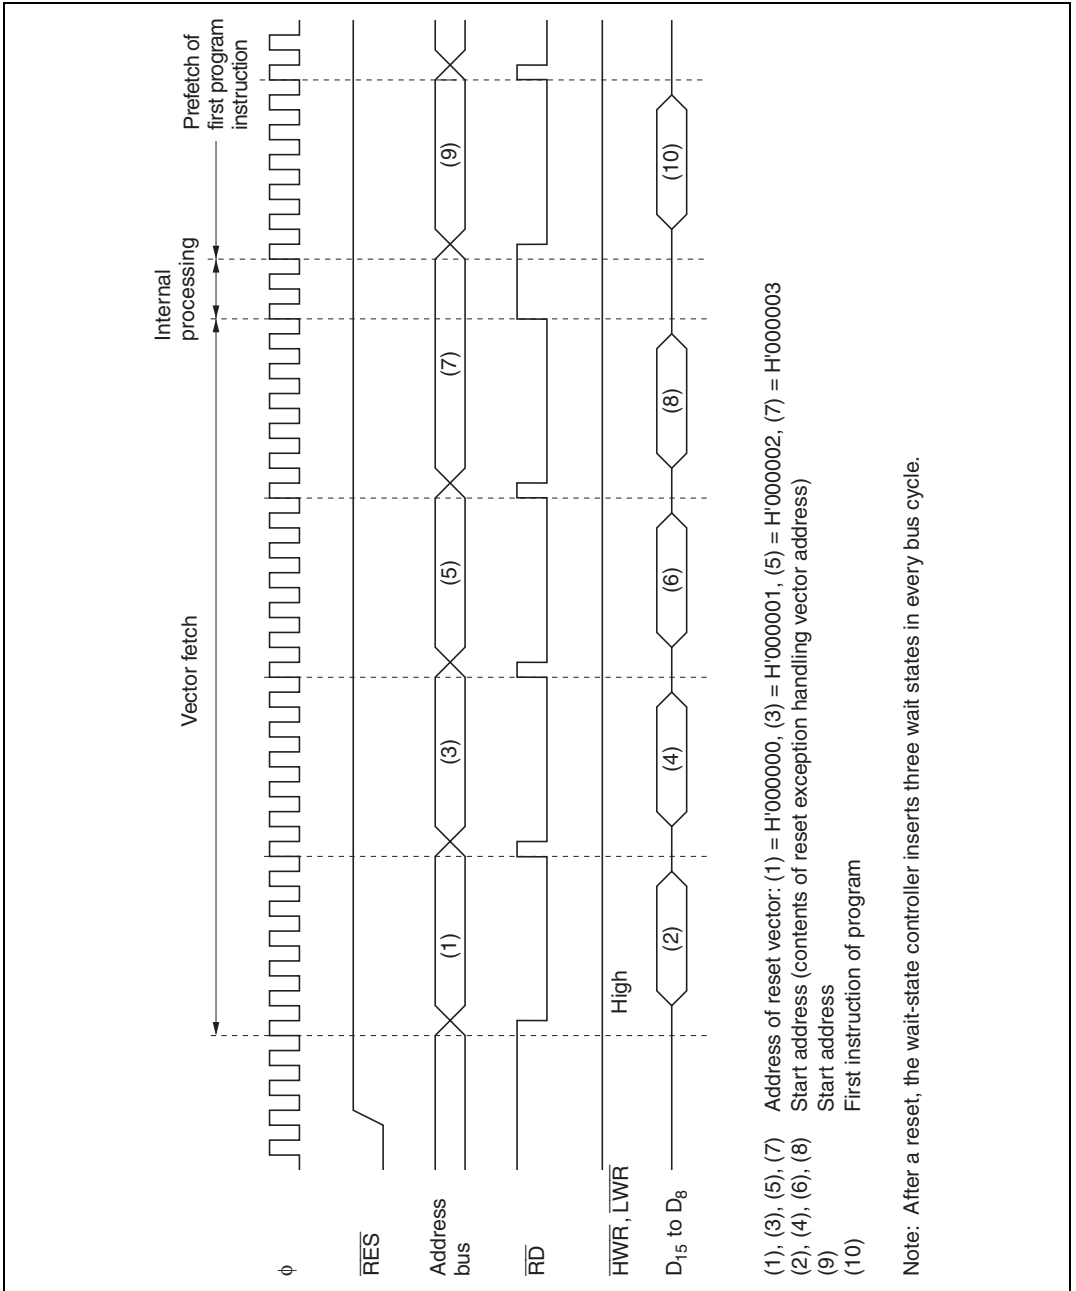 Vector fetch
Internal
processing
Prefetch of
first program
instruction
φ
RES
Address
bus
(1)
(3)
(5)
(7)
(9)
RD
HWR, LWR
High
D15 to D8
(2)
(4)
(6)
(8)
(10)
(1), (3), (5), (7) Address of reset vector: (1) = H'000000, (3) = H'000001, (5) = H'000002, (7) = H'000003
(2), (4), (6), (8) Start address (contents of reset exception handling vector address)
(9) Start address
(10) First instruction of program
Note: After a reset, the wait-state controller inserts three wait states in every bus cycle.